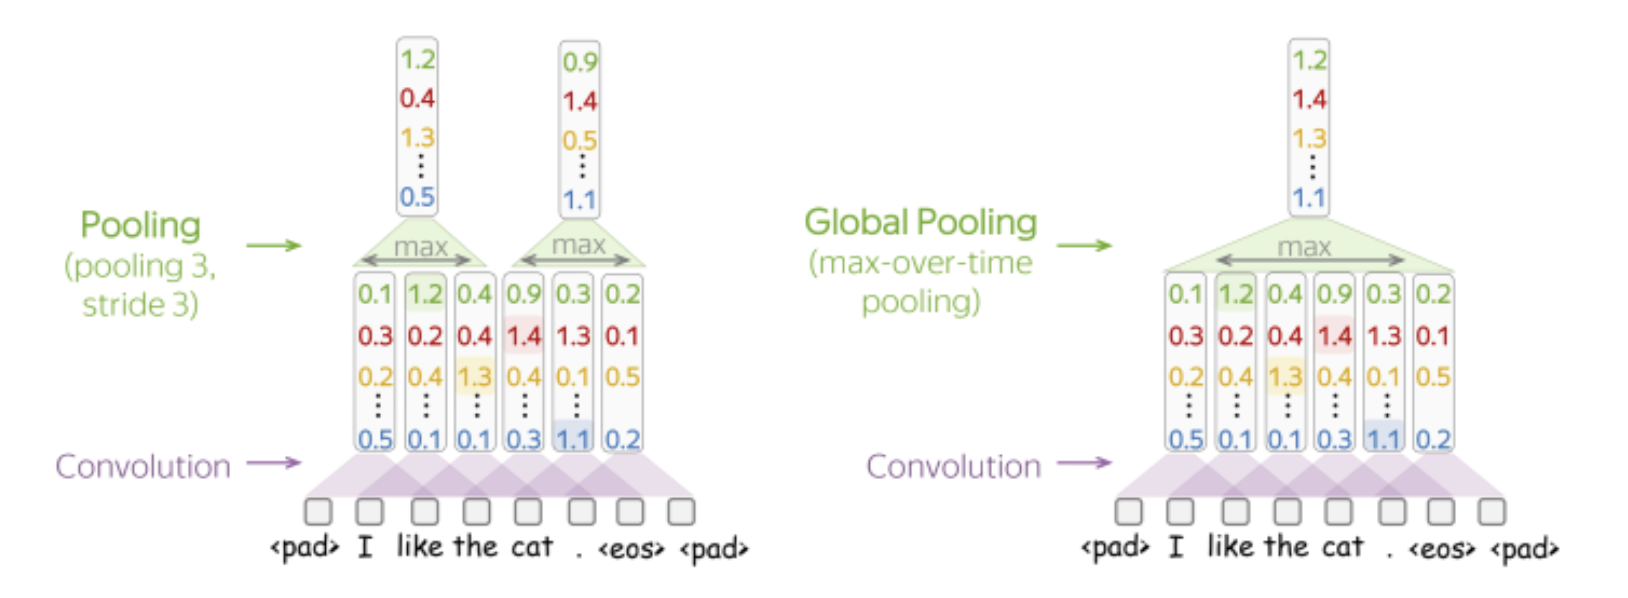 1.2 0.9
0.4 1.4
1.3 0.5
0.5 1.1
Pooling
(pooling 3,
stride 3)
max max
0.1 1.2 0.4 0.9 0.3 0.2
0.3 0.2 0.4 1.4 1.3 0.1
0.2 0.4 1.3 0.4 0.1 0.5
0.5 0.1 0.1 0.3 1.1 0.2
Convolution
<pad> I like the cat . <eos> <pad>
1.2
1.4
1.3
1.1
Global Pooling
(max-over-time
pooling)
max
0.1 1.2 0.4 0.9 0.3 0.2
0.3 0.2 0.4 1.4 1.3 0.1
0.2 0.4 1.3 0.4 0.1 0.5
0.5 0.1 0.1 0.3 1.1 0.2
Convolution
<pad> I like the cat . <eos> <pad>